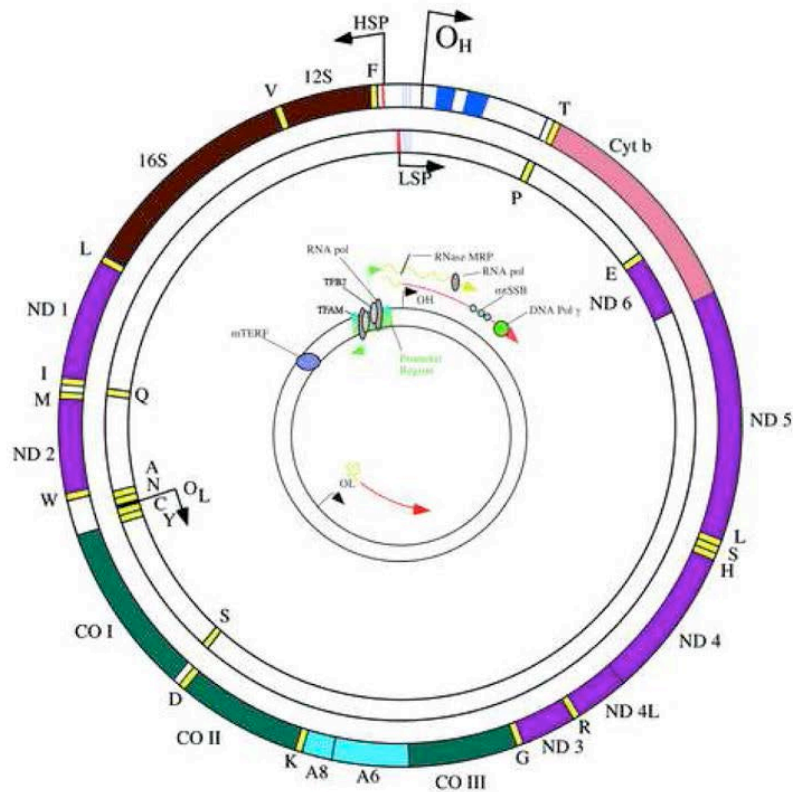 HSP
OH
12S
F
V
T
16S
Cyt b
LSP
P
L
E
ND 1
ND 6
RNA pol
RNase MRP
RNA pol
TFB?
mtSSB
OH
TFAM
DNA Pol γ
mTERF
Promoter
Region
I
M
Q
ND 5
ND 2
A
N
OL
W
C
Y
OL
L
S
H
S
CO I
ND 4
D
ND 4L
CO II
R
ND 3
K
G
A8
A6
CO III